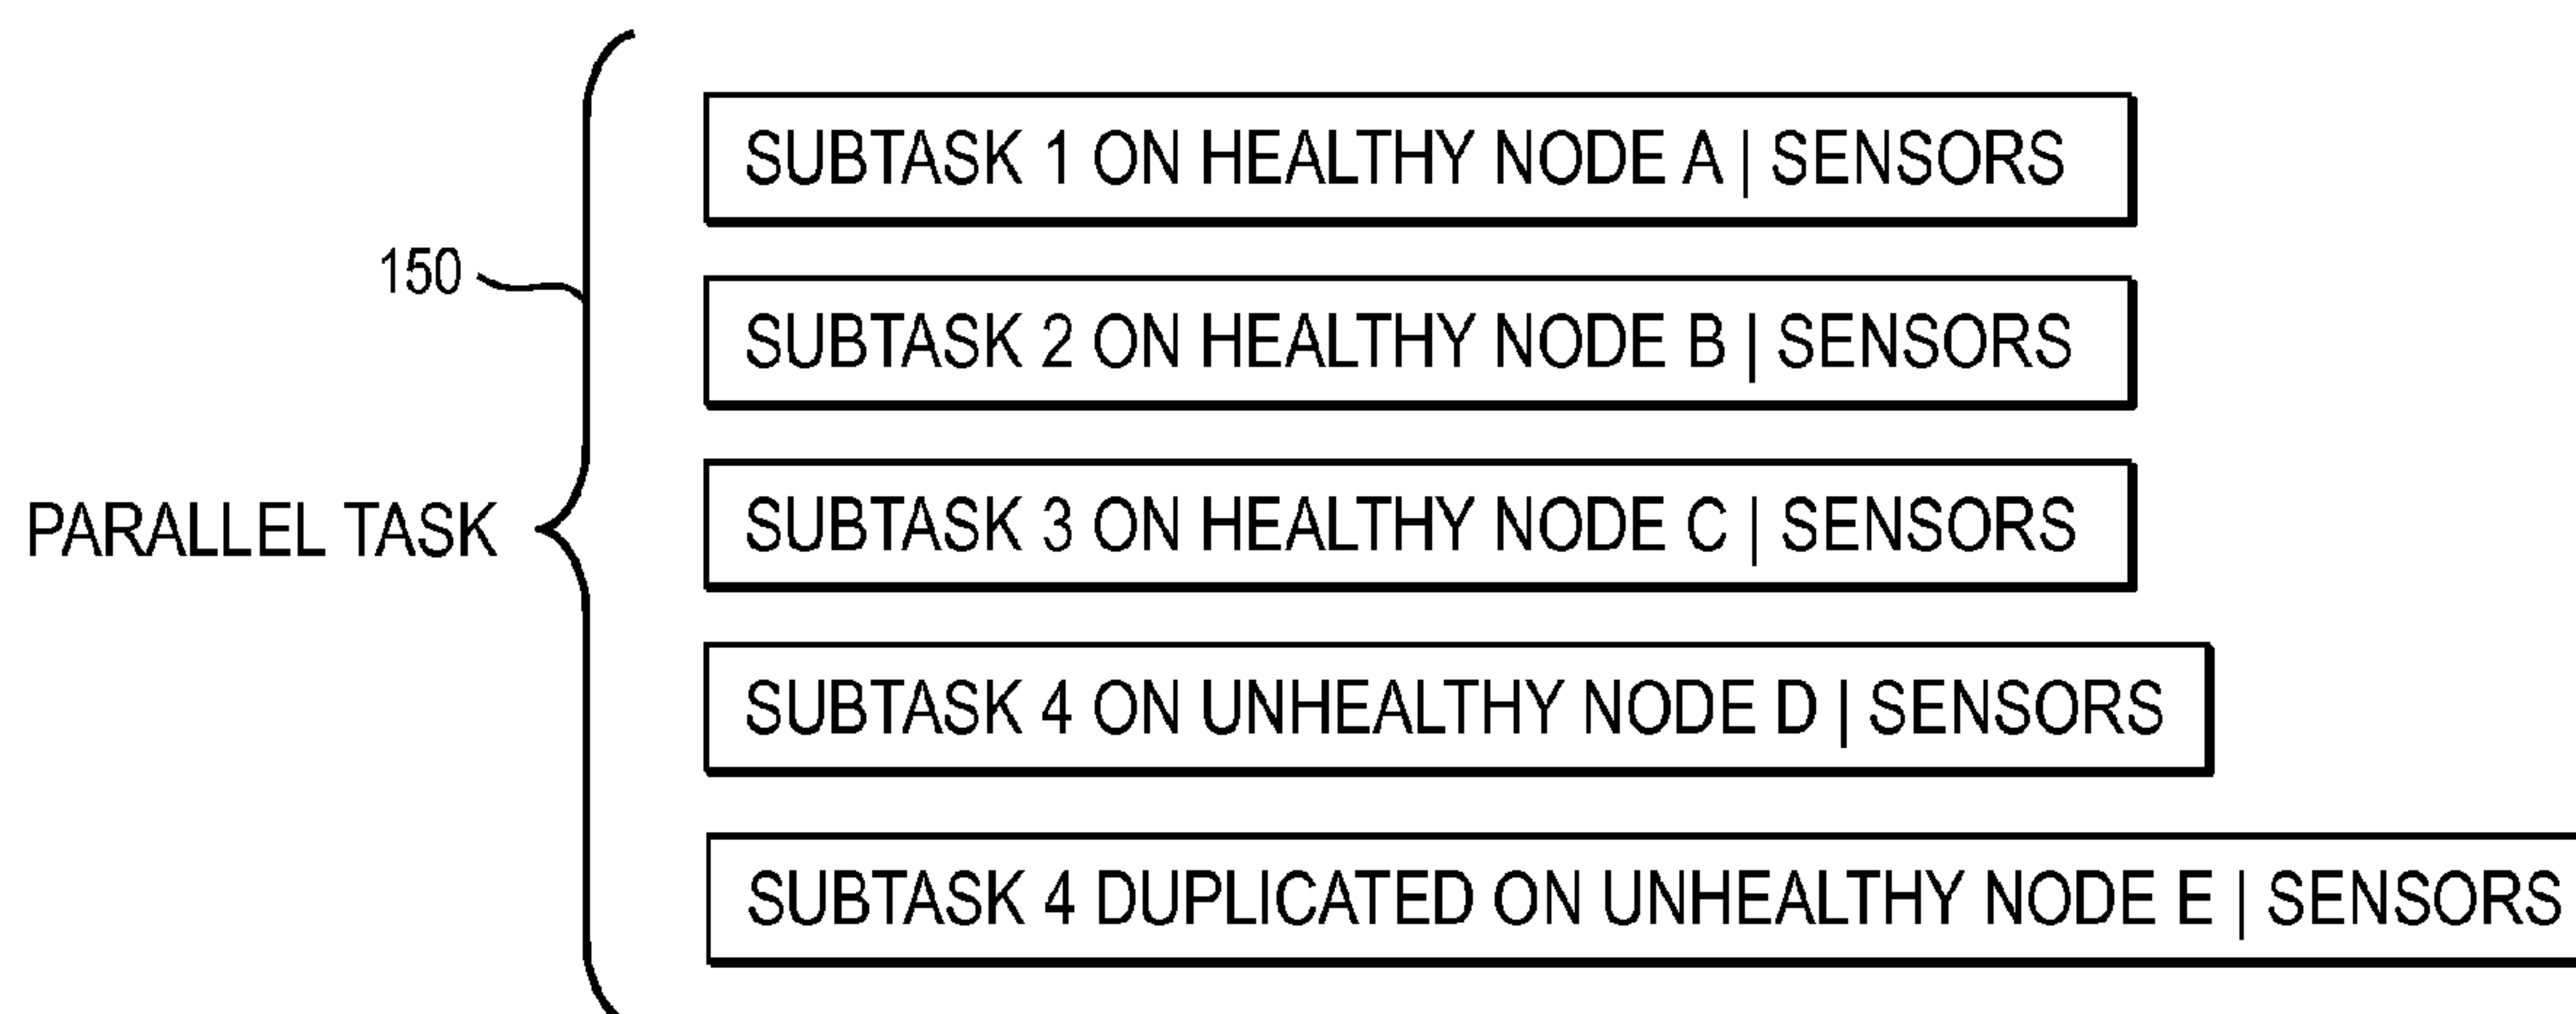 SUBTASK 1 ON HEALTHY NODE A | SENSORS
150
SUBTASK 2 ON HEALTHY NODE B | SENSORS
PARALLEL TASK
SUBTASK 3 ON HEALTHY NODE C | SENSORS
SUBTASK 4 ON UNHEALTHY NODE D | SENSORS
SUBTASK 4 DUPLICATED ON UNHEALTHY NODE E | SENSORS